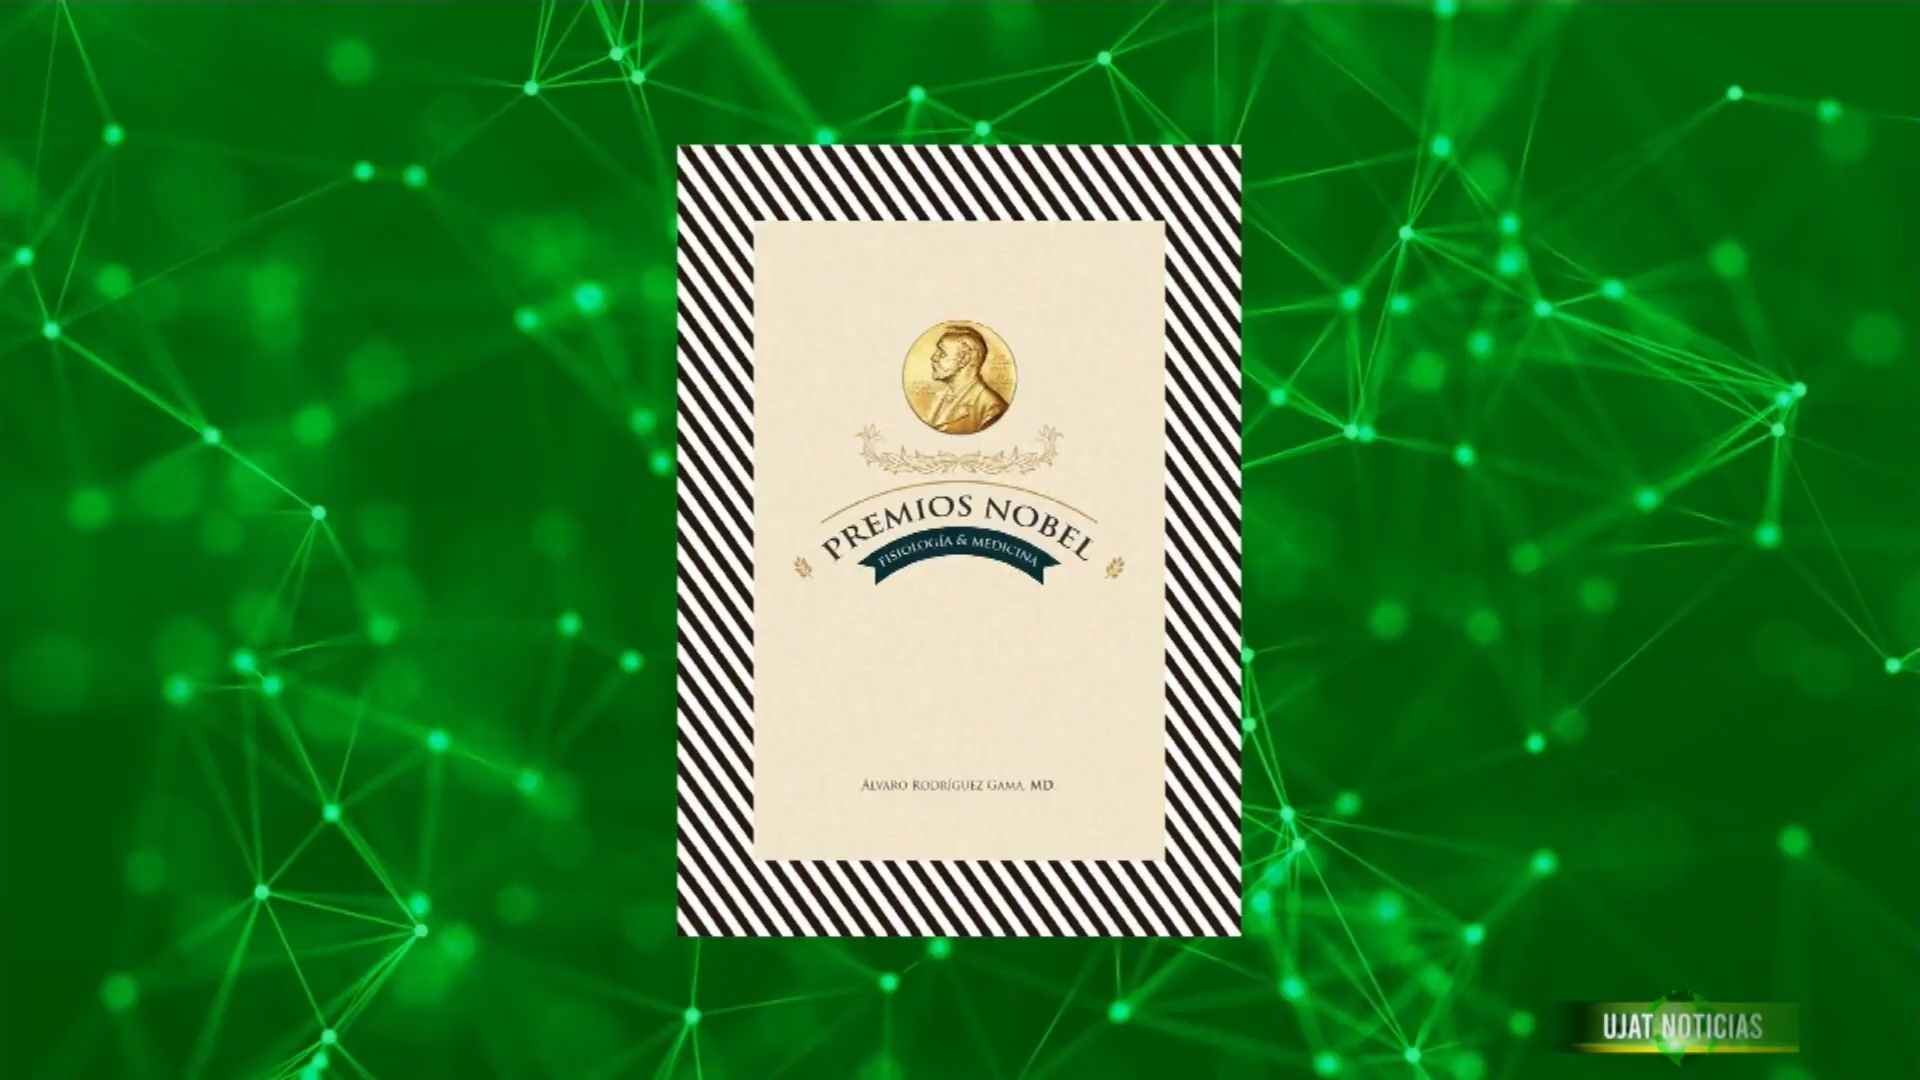 PREMIOS NOBEL
FISIOLOGÍA & MEDICINA
ÁLVARO RODRÍGUEZ GAMA, MD
UJAT NOTICIAS